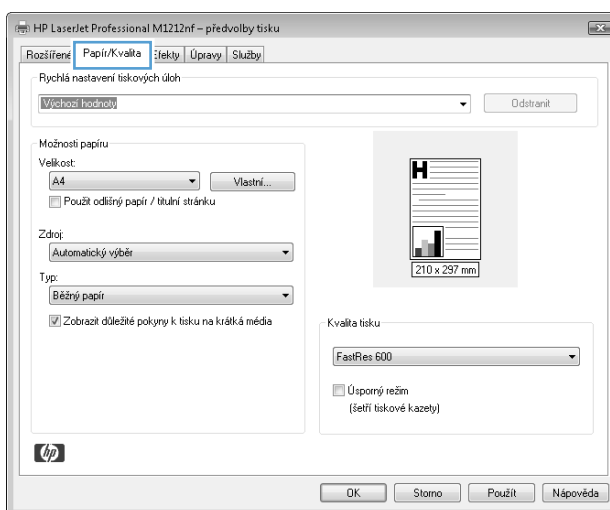 HP LaserJet Professional M1212nf – předvolby tisku
Rozšířené Papír/Kvalita Efekty Úpravy Služby
Rychlá nastavení tiskových úloh
Výchozí hodnoty Odstranit
Možnosti papíru
Velikost:
A4 Vlastní...
Použít odlišný papír / titulní stránku
Zdroj:
Automatický výběr
Typ:
Běžný papír
Zobrazit důležité pokyny k tisku na krátká média
H
210 x 297 mm
Kvalita tisku
FastRes 600
Úsporný režim
(šetří tiskové kazety)
hp
OK Storno Použít Nápověda